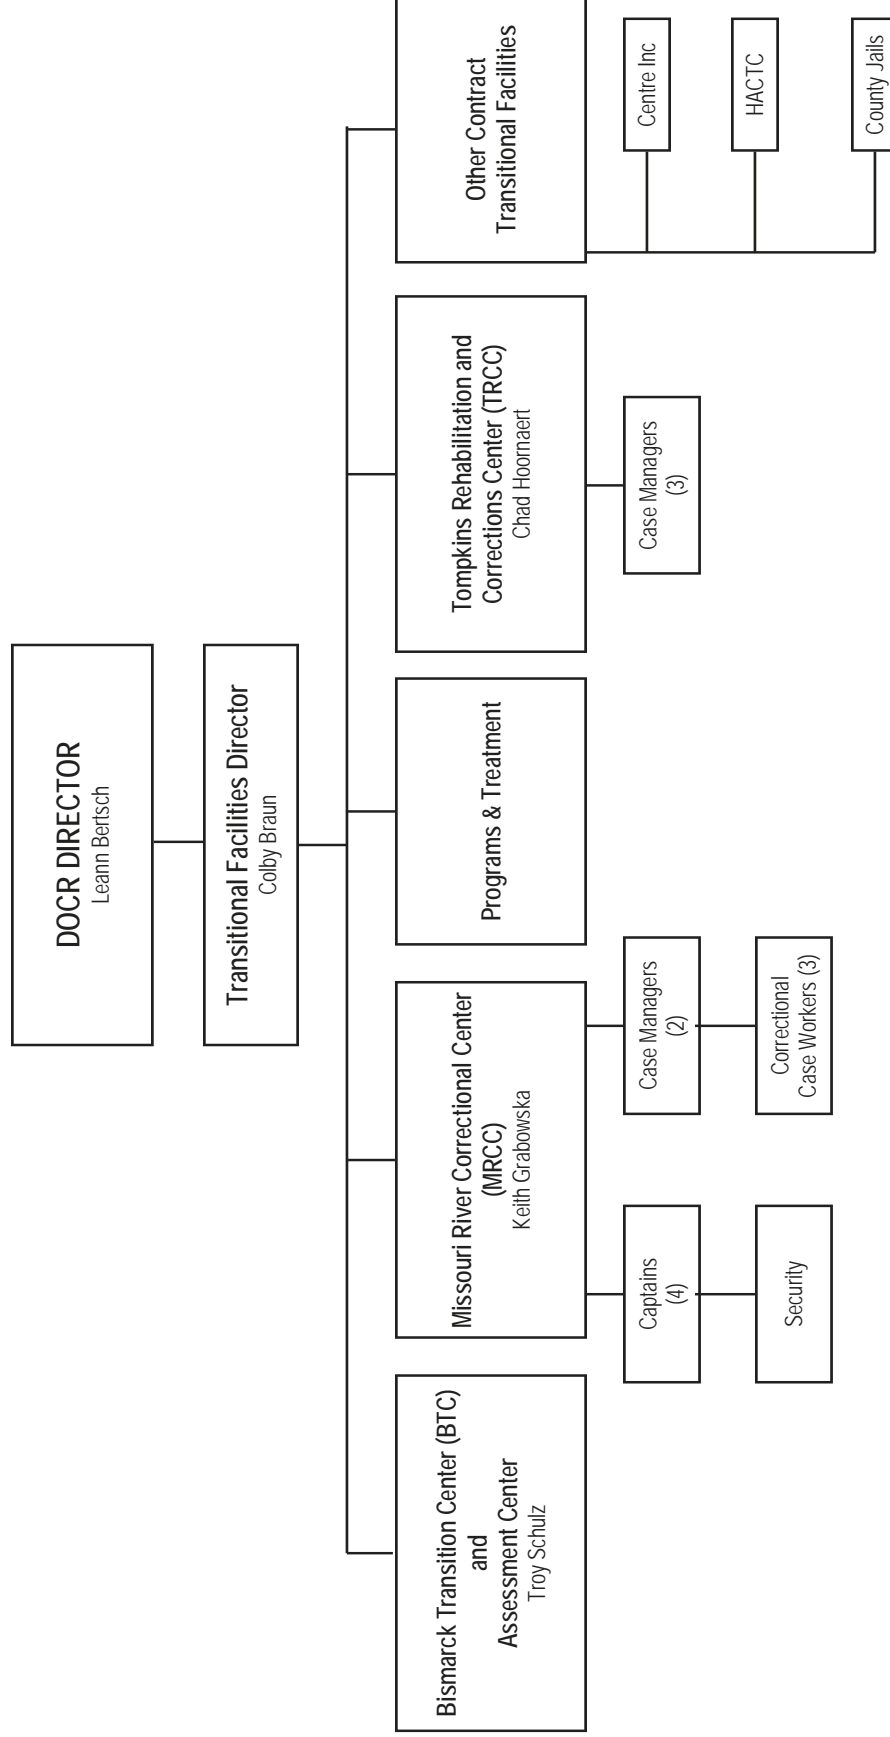 DOCR DIRECTOR
Leann Bertsch
Transitional Facilities Director
Colby Braun
Bismarck Transition Center (BTC)
and
Assessment Center
Troy Schulz
Missouri River Correctional Center
(MRCC)
Keith Grabowska
Captains
(4)
Security
Case Managers
(2)
Correctional
Case Workers (3)
Programs & Treatment
Tompkins Rehabilitation and
Corrections Center (TRCC)
Chad Hoornaert
Case Managers
(3)
Other Contract
Transitional Facilities
Centre Inc
HACTC
County Jails